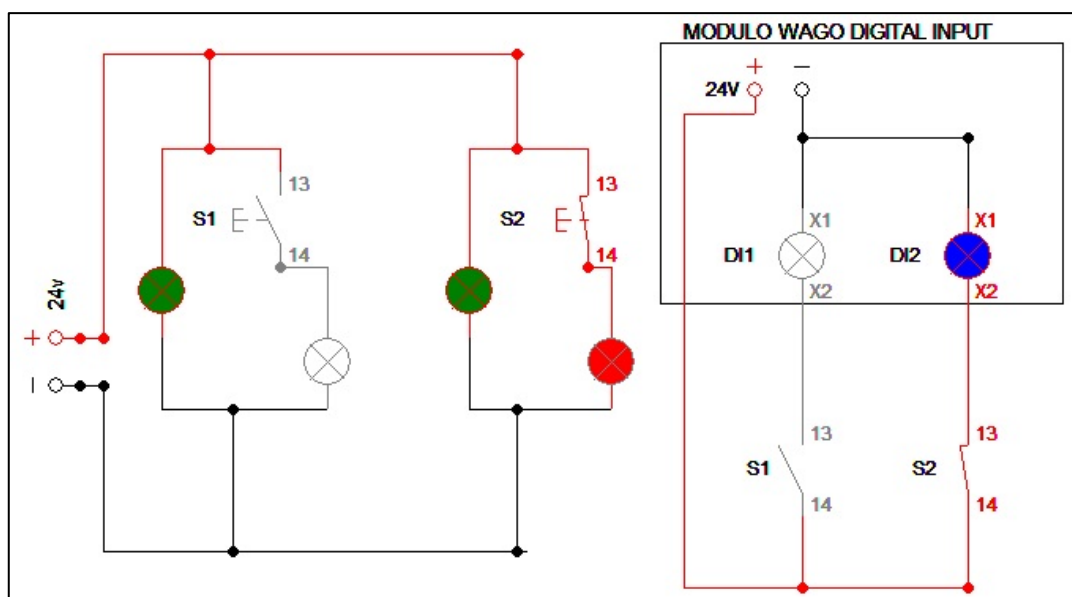 MODULO WAGO DIGITAL INPUT
+
−
24V
13
S1
14
13
S2
14
24v
+
−
X1
DI1
X2
X1
DI2
X2
13
S1
14
13
S2
14